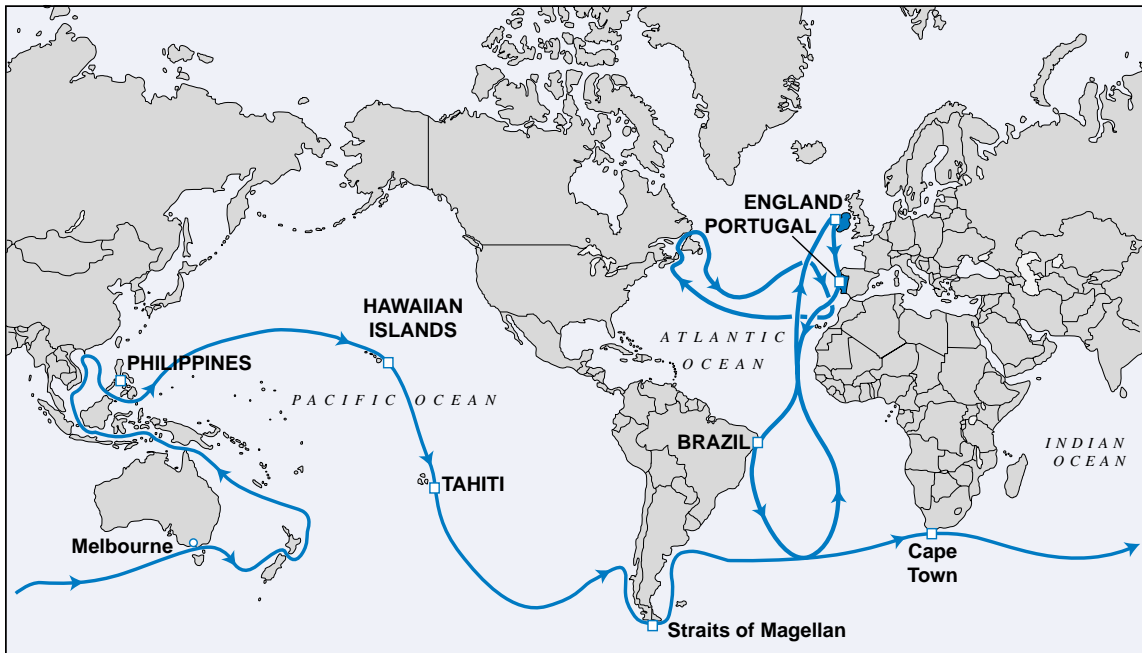 ENGLAND
PORTUGAL
HAWAIIAN
ISLANDS
ATLANTIC
OCEAN
PHILIPPINES
PACIFIC OCEAN
BRAZIL
INDIAN
OCEAN
TAHITI
Melbourne
Cape
Town
Straits of Magellan